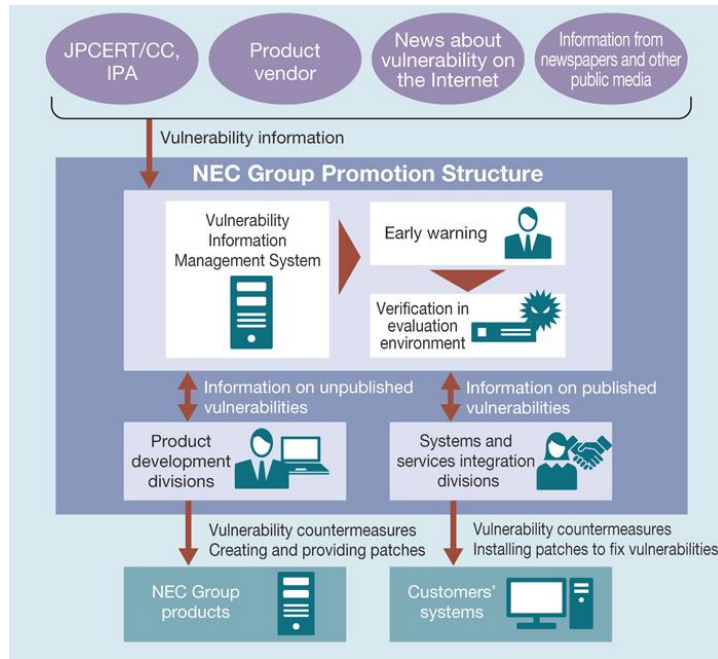 JPCERT/CC,
IPA
Product
vendor
News about
vulnerability on
the Internet
Information from
newspapers and other
public media
Vulnerability information
NEC Group Promotion Structure
Vulnerability
Information
Management System
Early warning
Verification in
evaluation
environment
Information on unpublished
vulnerabilities
Information on published
vulnerabilities
Product
development
divisions
Systems and
services integration
divisions
Vulnerability countermeasures
Creating and providing patches
Vulnerability countermeasures
Installing patches to fix vulnerabilities
NEC Group
products
Customers’
systems